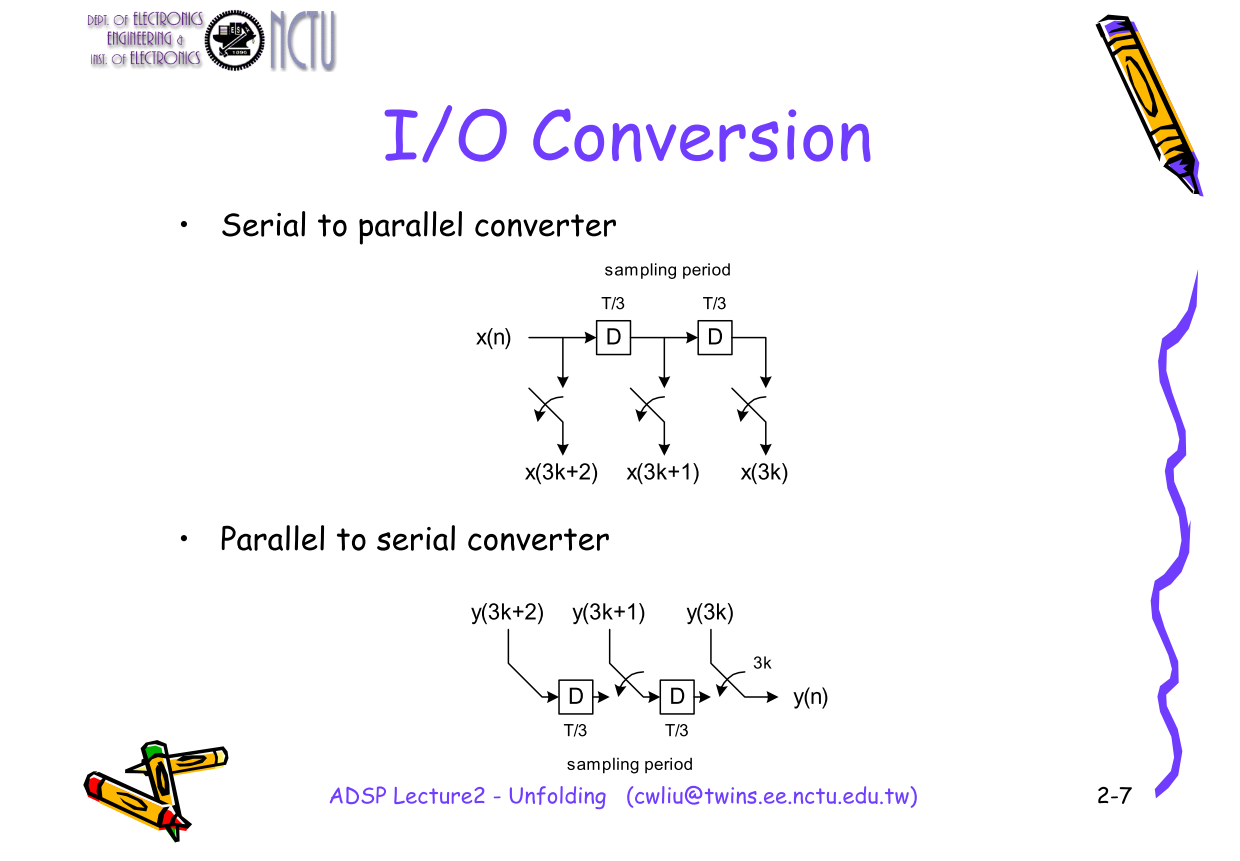 DEPT. OF ELECTRONICS
ENGINEERING &
INST. OF ELECTRONICS
NCTU
I/O Conversion
• Serial to parallel converter
sampling period
T/3 T/3
x(n) D D
x(3k+2) x(3k+1) x(3k)
• Parallel to serial converter
y(3k+2) y(3k+1) y(3k)
3k
D D y(n)
T/3 T/3
sampling period
ADSP Lecture2 - Unfolding (cwliu@twins.ee.nctu.edu.tw) 2-7